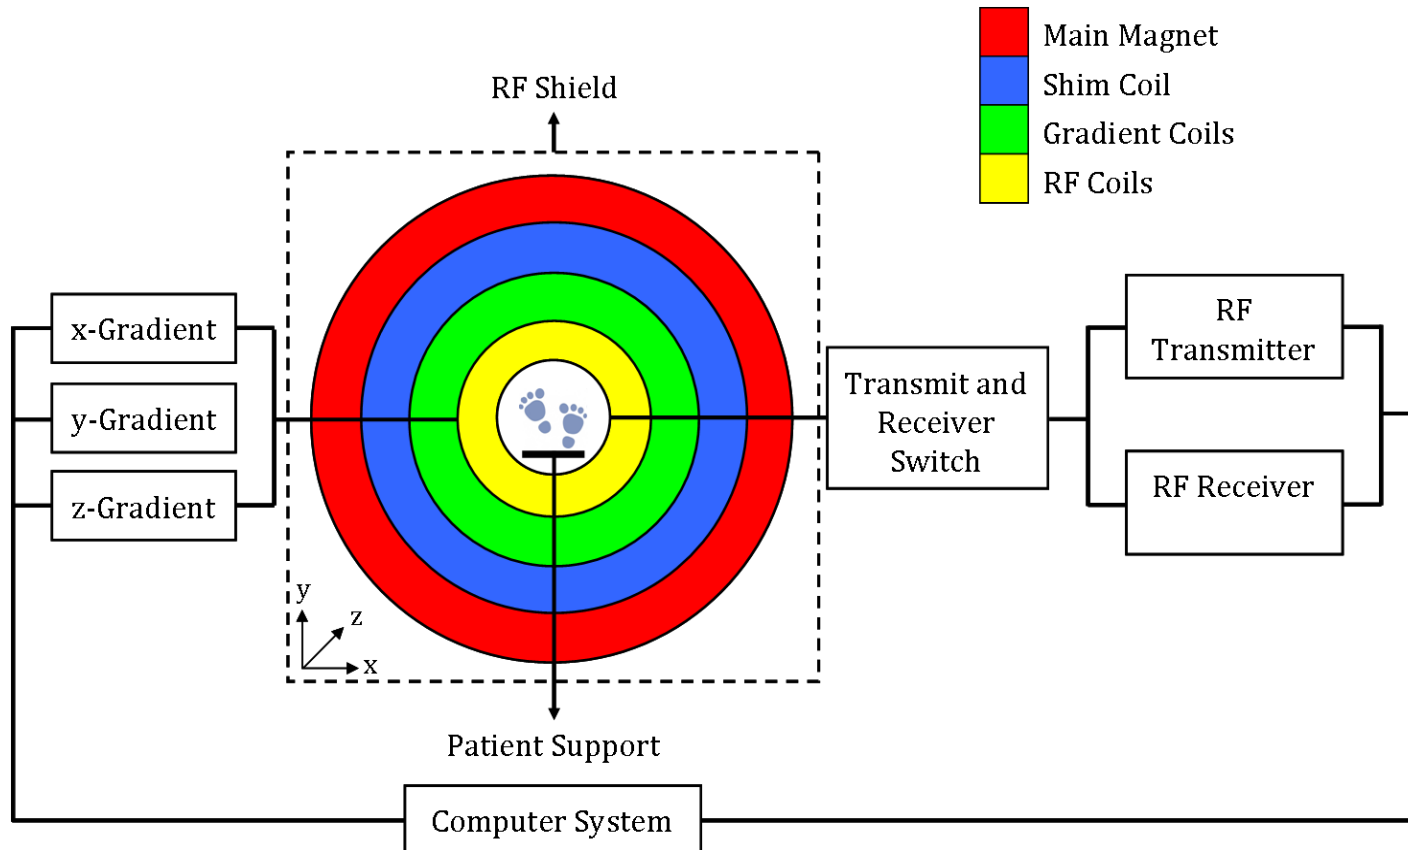 Main Magnet
Shim Coil
Gradient Coils
RF Coils
RF Shield
x-Gradient
y-Gradient
z-Gradient
Transmit and
Receiver
Switch
RF
Transmitter
RF Receiver
y
z
x
Patient Support
Computer System